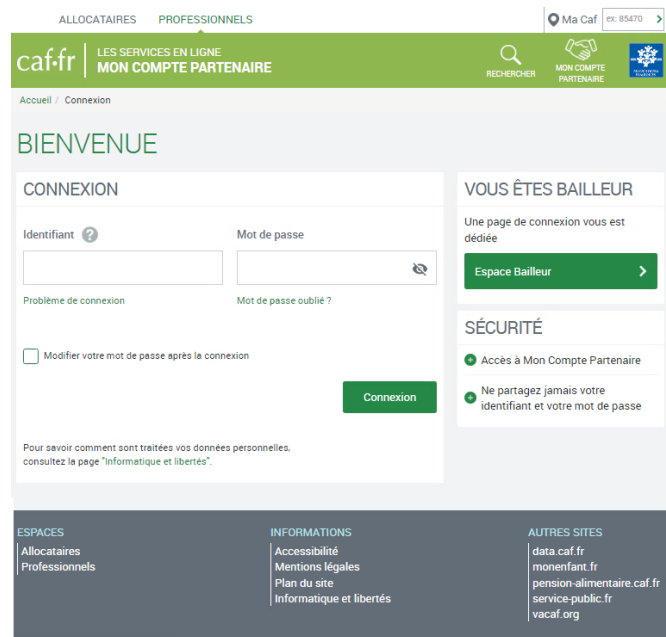 ALLOCATAIRES PROFESSIONNELS
Ma Caf ex: 85470
caf.fr LES SERVICES EN LIGNE
MON COMPTE PARTENAIRE
RECHERCHER
MON COMPTE
PARTENAIRE
Accueil / Connexion
BIENVENUE
CONNEXION
Identifiant ?
Mot de passe
Problème de connexion
Mot de passe oublié ?
Modifier votre mot de passe après la connexion
Connexion
Pour savoir comment sont traitées vos données personnelles,
consultez la page "Informatique et libertés".
VOUS ÊTES BAILLEUR
Une page de connexion vous est
dédiée
Espace Bailleur
SÉCURITÉ
Accès à Mon Compte Partenaire
Ne partagez jamais votre
identifiant et votre mot de passe
ESPACES
Allocataires
Professionnels
INFORMATIONS
Accessibilité
Mentions légales
Plan du site
Informatique et libertés
AUTRES SITES
data.caf.fr
monenfant.fr
pension-alimentaire.caf.fr
service-public.fr
vacaf.org